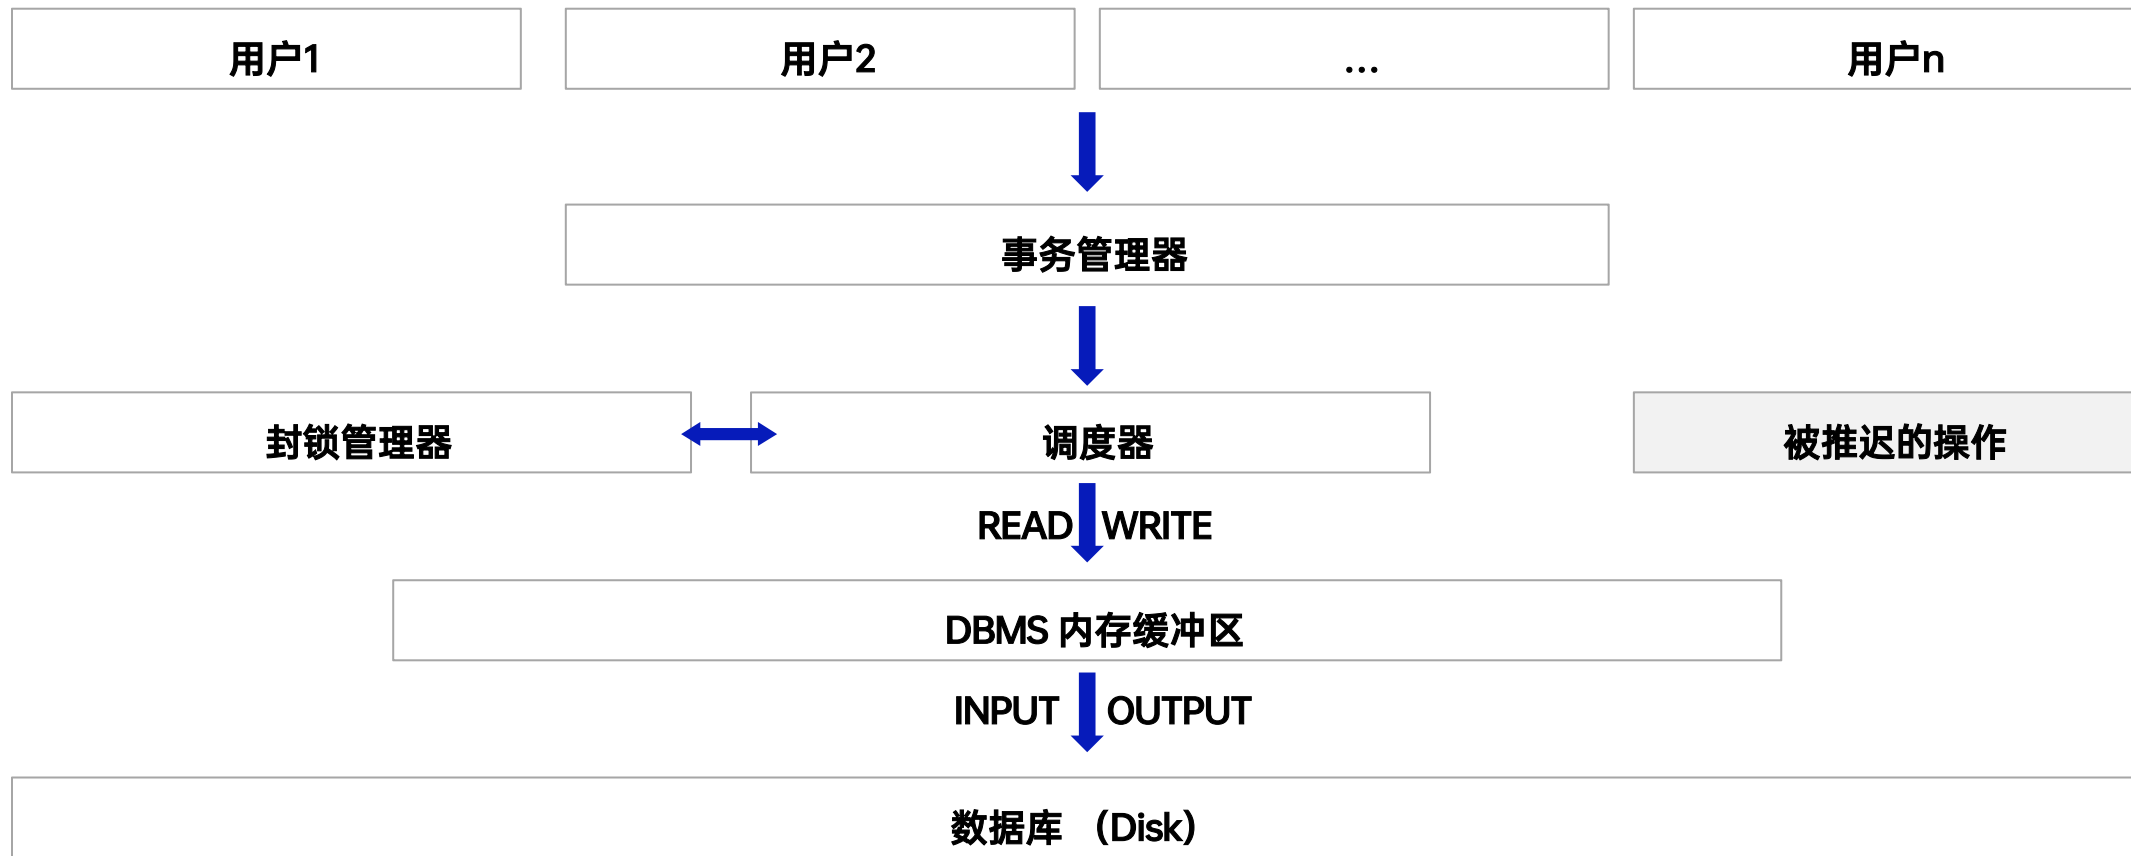 用户1
用户2
...
用户n
事务管理器
封锁管理器
调度器
被推迟的操作
READ WRITE
DBMS 内存缓冲区
INPUT OUTPUT
数据库 （Disk）